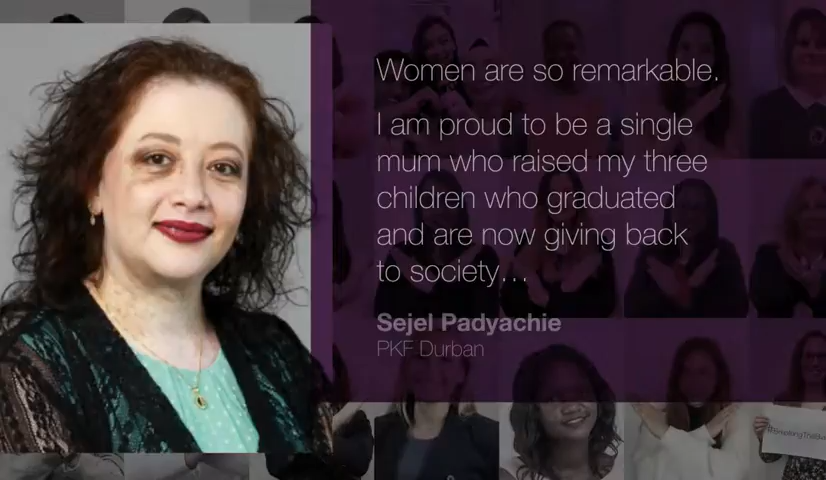 Women are so remarkable.
I am proud to be a single
mum who raised my three
children who graduated
and are now giving back
to society…
Sejel Padyachie
PKF Durban